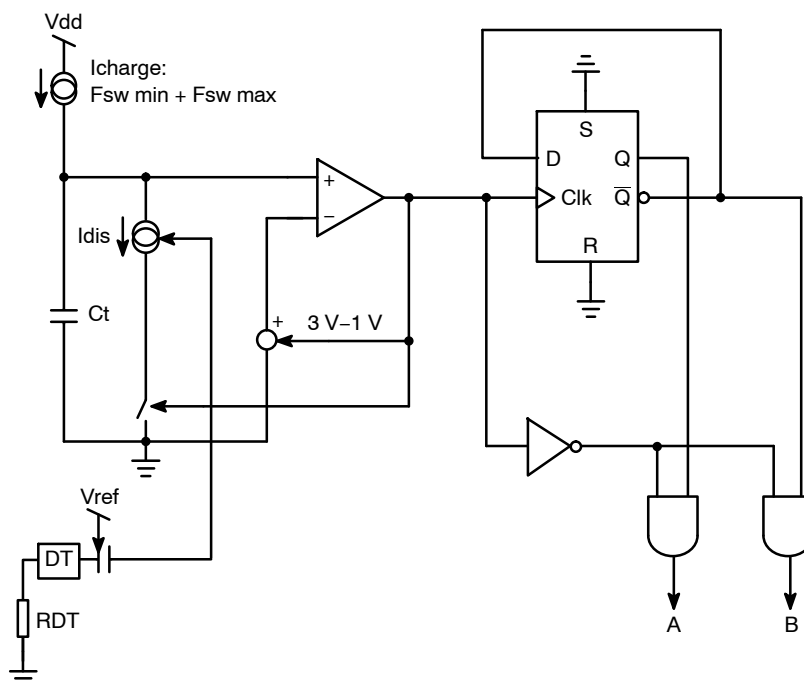 Vdd
Icharge:
Fsw min + Fsw max
S
D
Q
+
Clk
Q̅
−
Idis
R
+
3 V−1 V
Ct
Vref
DT
RDT
A
B